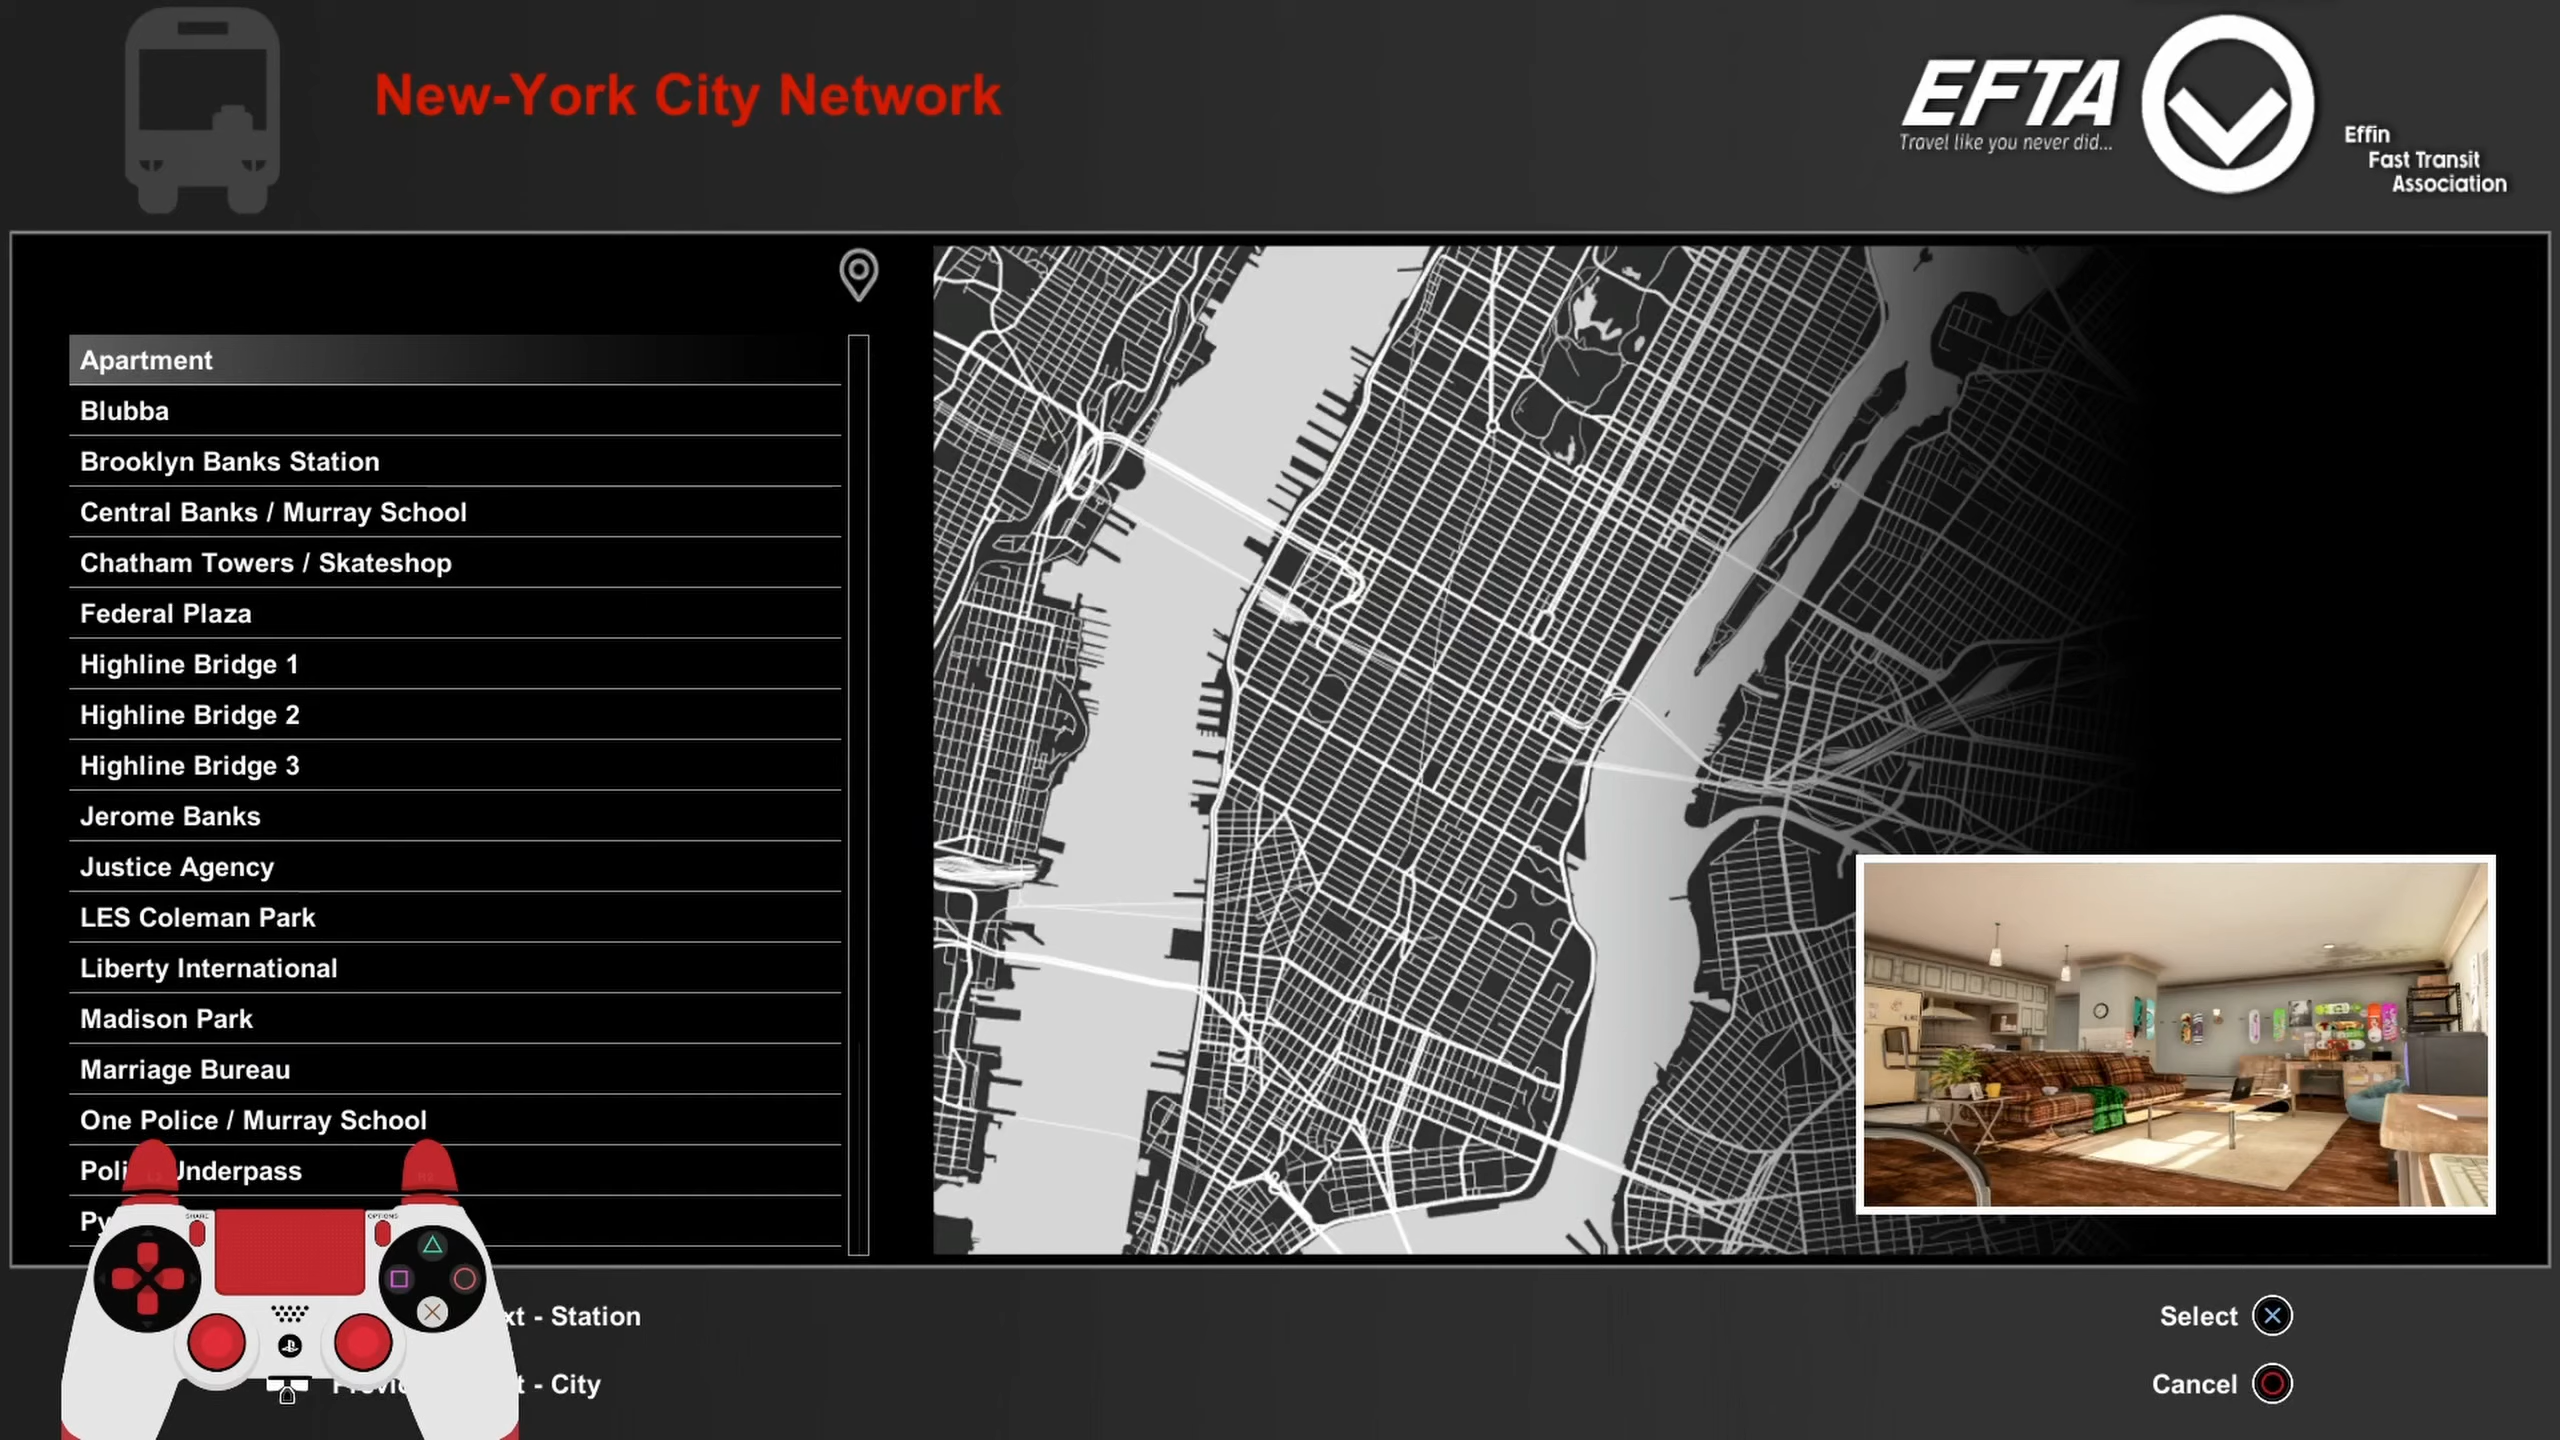 New-York City Network
EFTA
Travel like you never did...
Effin
Fast Transit
Association
Apartment
Blubba
Brooklyn Banks Station
Central Banks / Murray School
Chatham Towers / Skateshop
Federal Plaza
Highline Bridge 1
Highline Bridge 2
Highline Bridge 3
Jerome Banks
Justice Agency
LES Coleman Park
Liberty International
Madison Park
Marriage Bureau
One Police / Murray School
Underpass
SHARE
OPTIONS
- Station
- City
Select
Cancel